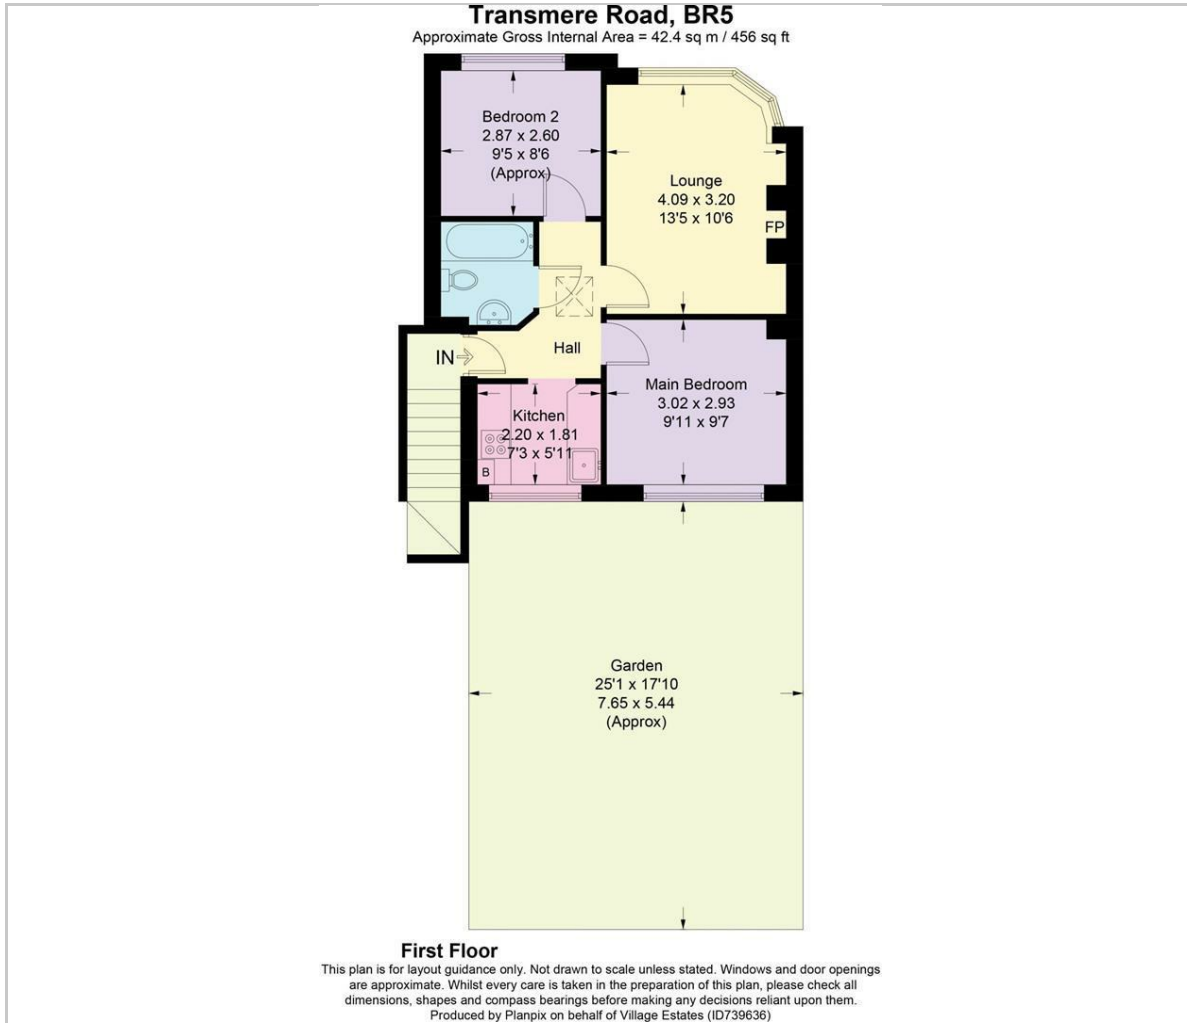 Transmere Road, BR5
Approximate Gross Internal Area = 42.4 sq m / 456 sq ft
Bedroom 2
2.87 x 2.60
9'5 x 8'6
(Approx)
Lounge
4.09 x 3.20
13'5 x 10'6
FP
IN
Hall
Main Bedroom
3.02 x 2.93
9'11 x 9'7
Kitchen
2.20 x 1.81
7'3 x 5'11
B
Garden
25'1 x 17'10
7.65 x 5.44
(Approx)
First Floor
This plan is for layout guidance only. Not drawn to scale unless stated. Windows and door openings
are approximate. Whilst every care is taken in the preparation of this plan, please check all
dimensions, shapes and compass bearings before making any decisions reliant upon them.
Produced by Planpix on behalf of Village Estates (ID739636)